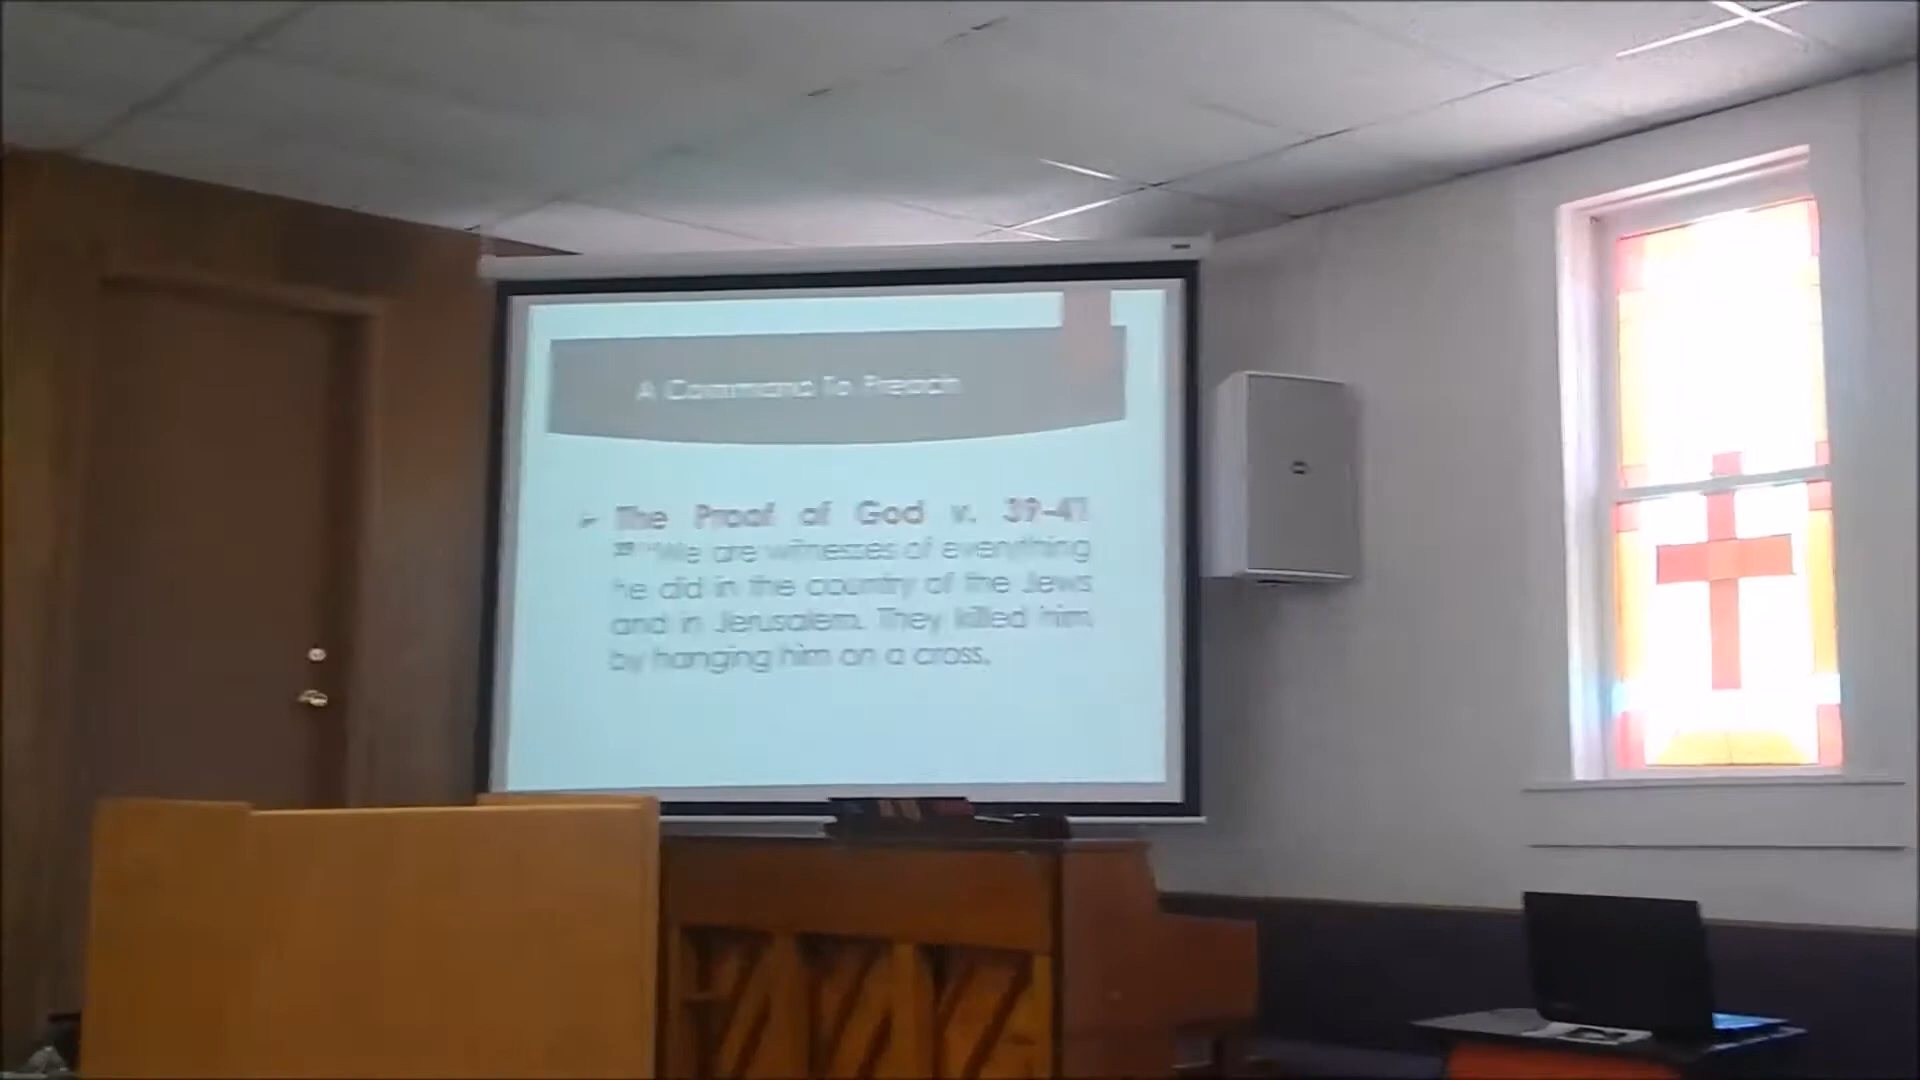 A Command To Preach
The Proof of God v. 39-41
39 "We are witnesses of everything
he did in the country of the Jews
and in Jerusalem. They killed him
by hanging him on a cross,